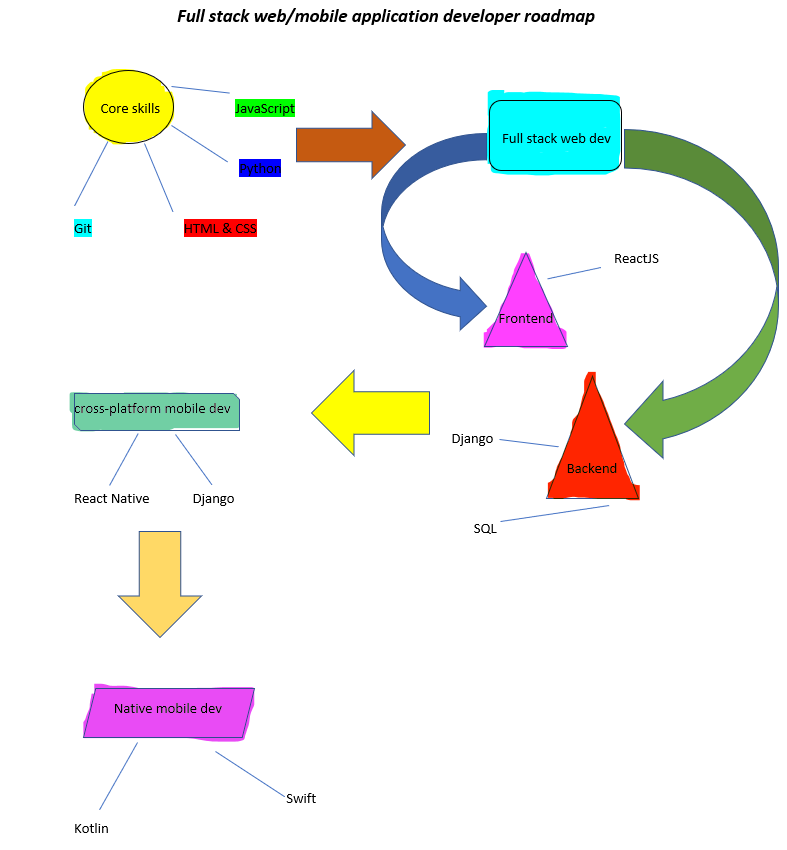 Full stack web/mobile application developer roadmap
Core skills
JavaScript
Python
Git
HTML & CSS
Full stack web dev
ReactJS
Frontend
Django
Backend
SQL
cross-platform mobile dev
React Native
Django
Native mobile dev
Swift
Kotlin